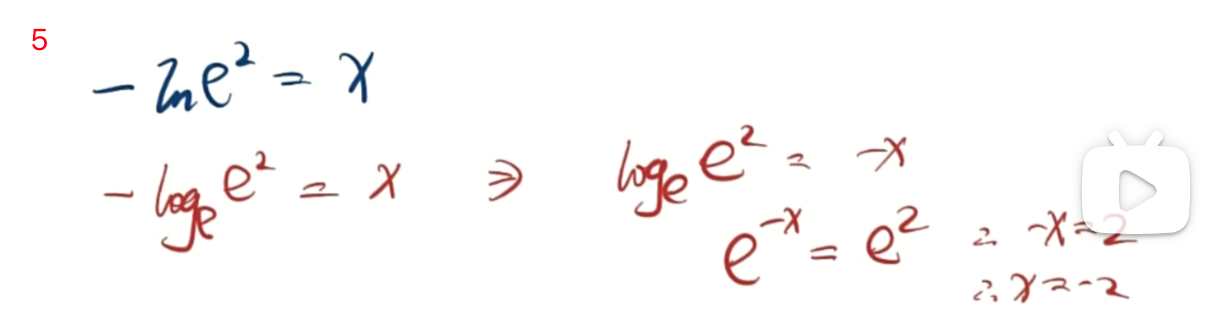 5
-ln e² = x
-logₑ e² = x ⇒ logₑ e² = -x
e⁻ˣ = e² ∴ -x = 2
∴ x = -2